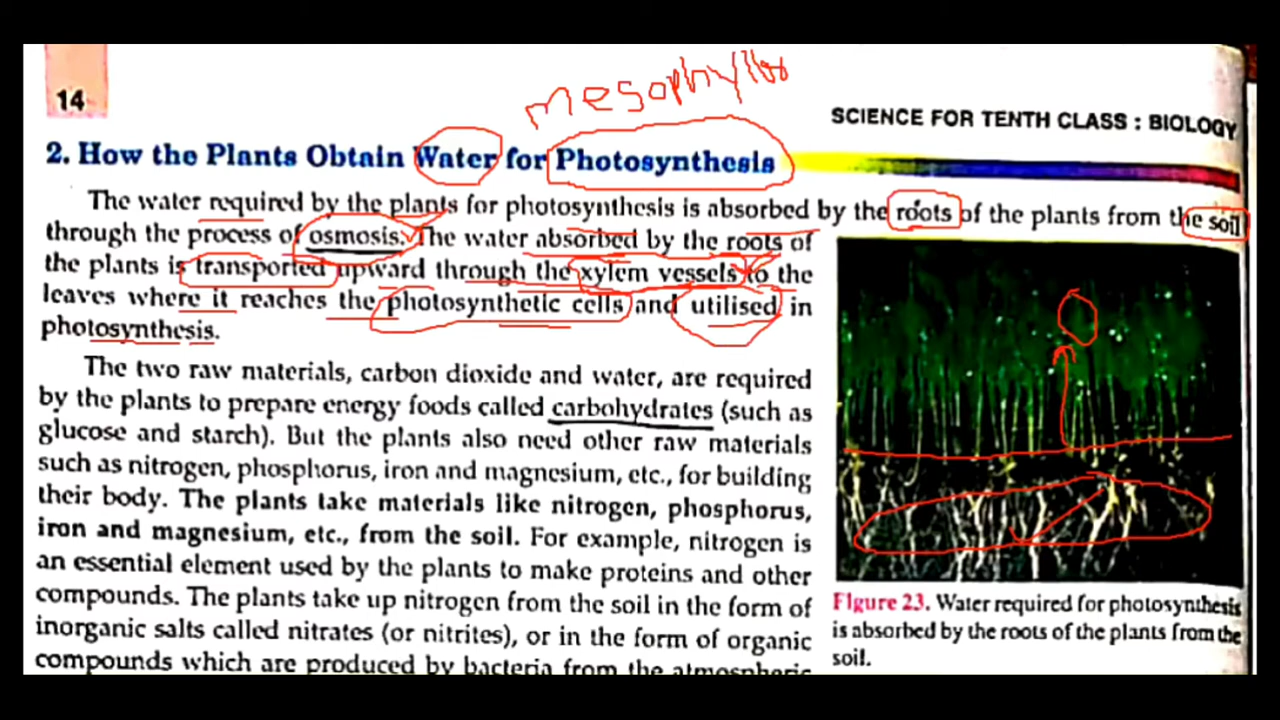 mesophyll
14
SCIENCE FOR TENTH CLASS : BIOLOGY
2. How the Plants Obtain Water for Photosynthesis
The water required by the plants for photosynthesis is absorbed by the roots of the plants from the soil
through the process of osmosis. The water absorbed by the roots of
the plants is transported upward through the xylem vessels to the
leaves where it reaches the photosynthetic cells and utilised in
photosynthesis.
The two raw materials, carbon dioxide and water, are required
by the plants to prepare energy foods called carbohydrates (such as
glucose and starch). But the plants also need other raw materials
such as nitrogen, phosphorus, iron and magnesium, etc., for building
their body. The plants take materials like nitrogen, phosphorus,
iron and magnesium, etc., from the soil. For example, nitrogen is
an essential element used by the plants to make proteins and other
compounds. The plants take up nitrogen from the soil in the form of
inorganic salts called nitrates (or nitrites), or in the form of organic
compounds which are produced by bacteria from the atmospheric
Figure 23. Water required for photosynthesis
is absorbed by the roots of the plants from the
soil.